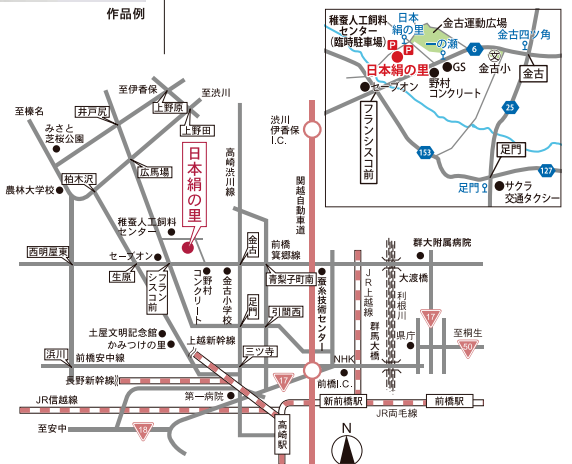 作品例
稚蚕人工飼料
センター
(臨時駐車場)
日本
絹の里
金古運動広場
金古四ツ角
P
P
一の瀬
6
文
GS
金古小
金古
日本絹の里
野村
コンクリート
セーブオン
フランシスコ前
25
153
足門
127
足門
サクラ
交通タクシー
至伊香保
至渋川
至榛名
井戸尻
上野原
上野田
みさと
芝桜公園
柏木沢
広馬場
農林大学校
日本絹の里
高崎渋川線
渋川
伊香保
I.C.
関越自動車道
稚蚕人工飼料
センター
西明屋東
セーブオン
生原
フランシスコ前
野村
コンクリート
金古
金古小学校
足門
前橋
箕郷線
青梨子町南
引間西
蚕糸技術センター
JR上越線
群馬大橋
利根川
群大附属病院
大渡橋
県庁
17
至桐生
50
土屋文明記念館
かみつけの里
上越新幹線
三ツ寺
浜川
前橋安中線
長野新幹線
17
NHK
前橋I.C.
JR信越線
第一病院
新前橋駅
前橋駅
JR両毛線
至安中
18
高崎駅
N